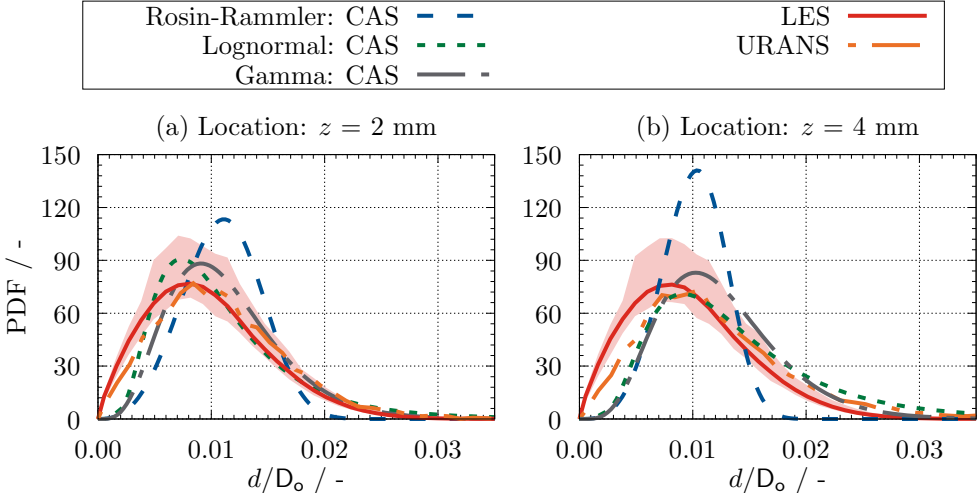 Rosin-Rammler: CAS LES
Lognormal: CAS URANS
Gamma: CAS
(a) Location: z = 2 mm (b) Location: z = 4 mm
150 150
120 120
90 90
60 60
30 30
0 0
0.00 0.01 0.02 0.03 0.00 0.01 0.02 0.03
PDF / -
d/Dₒ / - d/Dₒ / -